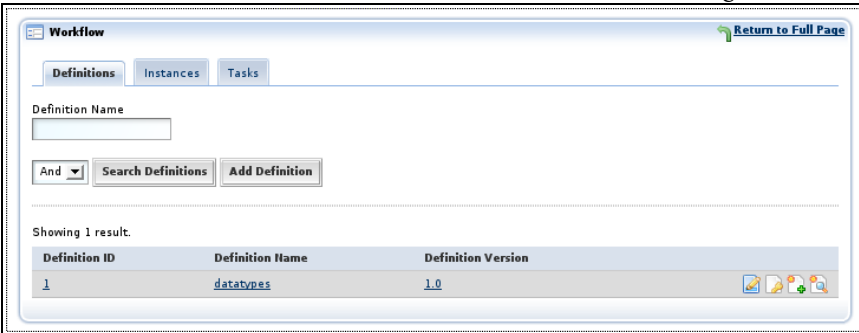 Workflow
Return to Full Page
Definitions Instances Tasks
Definition Name
And Search Definitions Add Definition
Showing 1 result.
Definition ID Definition Name Definition Version
1 datatypes 1.0